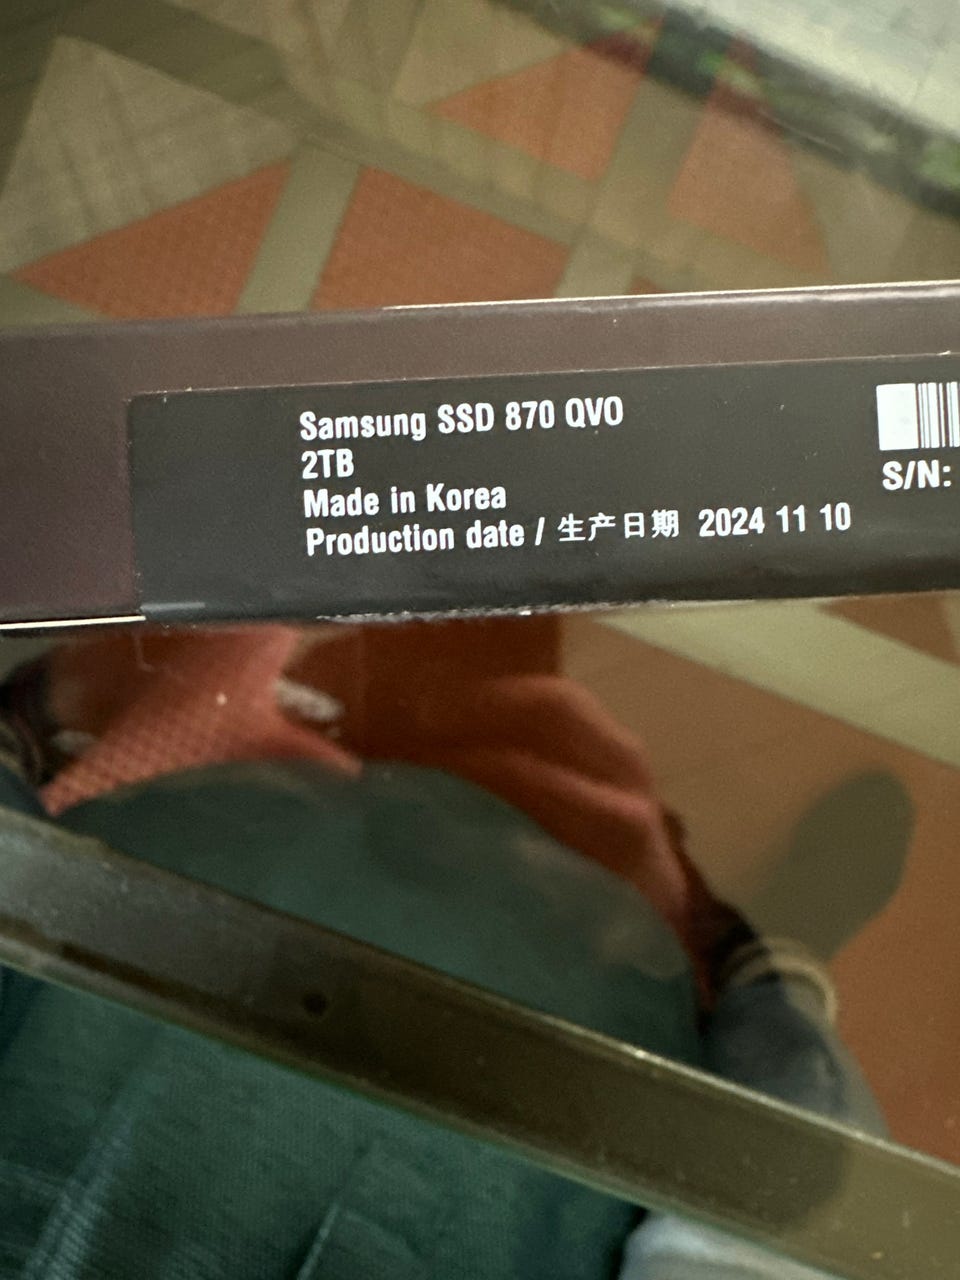 Samsung SSD 870 QVO
2TB
Made in Korea
Production date / 生产日期 2024 11 10
S/N: